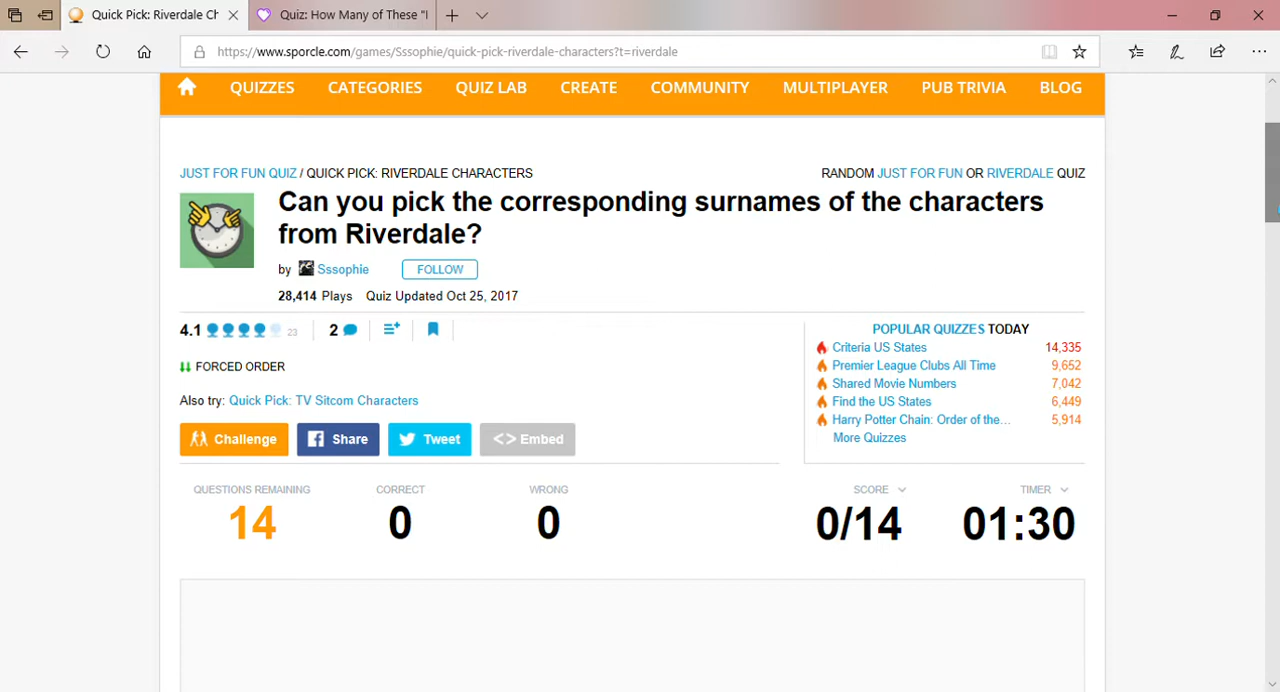 Quick Pick: Riverdale Ch
Quiz: How Many of These "I
https://www.sporcle.com/games/Sssophie/quick-pick-riverdale-characters?t=riverdale
QUIZZES CATEGORIES QUIZ LAB CREATE COMMUNITY MULTIPLAYER PUB TRIVIA BLOG
JUST FOR FUN QUIZ / QUICK PICK: RIVERDALE CHARACTERS
RANDOM JUST FOR FUN OR RIVERDALE QUIZ
Can you pick the corresponding surnames of the characters
from Riverdale?
by Sssophie FOLLOW
28,414 Plays Quiz Updated Oct 25, 2017
4.1 23 2
FORCED ORDER
Also try: Quick Pick: TV Sitcom Characters
Challenge Share Tweet <> Embed
POPULAR QUIZZES TODAY
Criteria US States 14,335
Premier League Clubs All Time 9,652
Shared Movie Numbers 7,042
Find the US States 6,449
Harry Potter Chain: Order of the... 5,914
More Quizzes
QUESTIONS REMAINING CORRECT WRONG SCORE TIMER
14 0 0 0/14 01:30